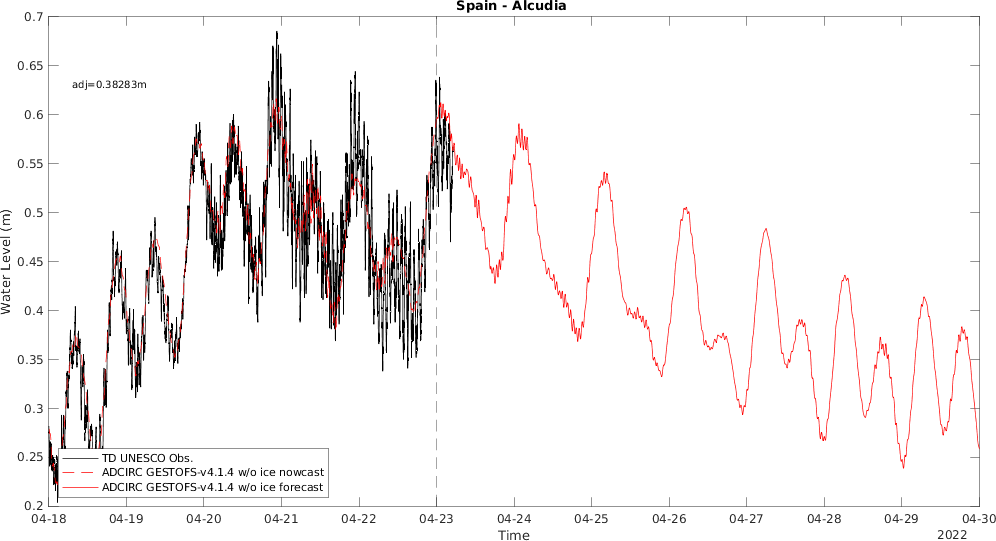 Spain - Alcudia
0.7
0.65
adj=0.38283m
0.6
0.55
0.5
0.45
0.4
0.35
0.3
0.25
0.2
Water Level (m)
TD UNESCO Obs.
ADCIRC GESTOFS-v4.1.4 w/o ice nowcast
ADCIRC GESTOFS-v4.1.4 w/o ice forecast
04-18 04-19 04-20 04-21 04-22 04-23 04-24 04-25 04-26 04-27 04-28 04-29 04-30
Time
2022